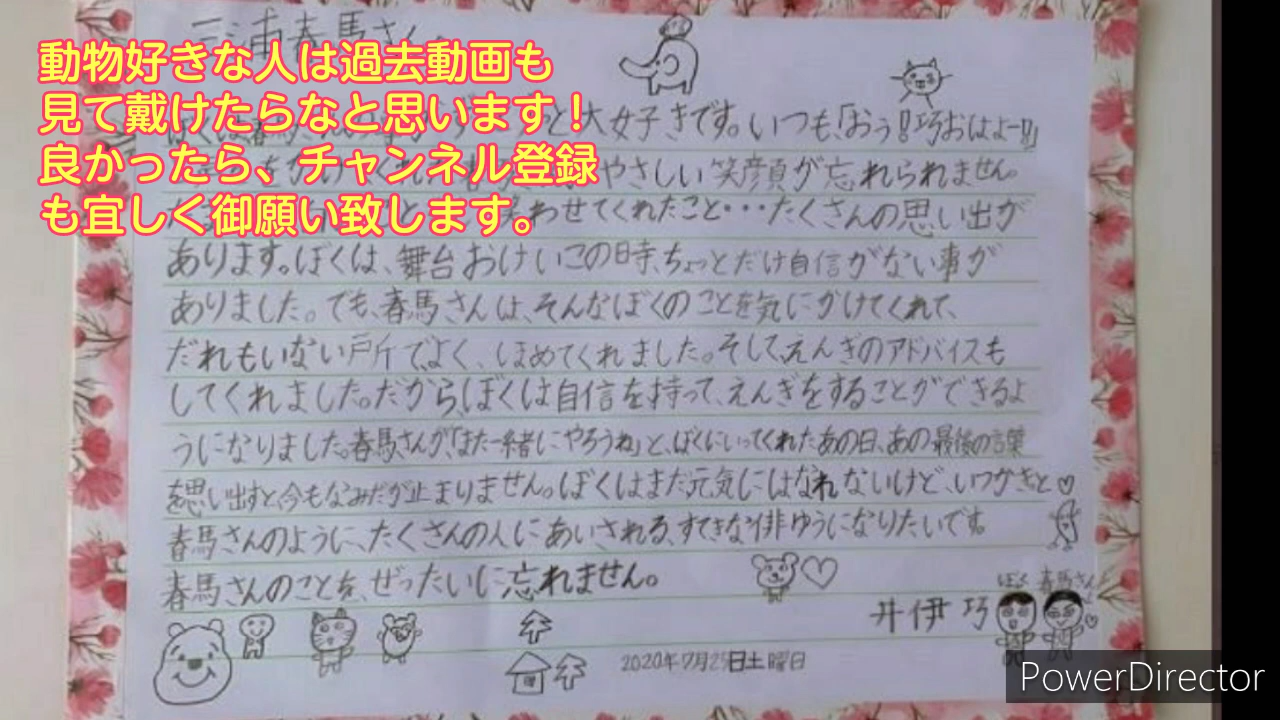 動物好きな人は過去動画も
見て戴けたらなと思います！
良かったら、チャンネル登録
も宜しく御願い致します。
三浦春馬さんへ
と大好きです。いつも、「おぅ!!巧おはよー!!」
やさしい笑顔が忘れられません。
笑わせてくれたこと・・・たくさんの思い出が
あります。ぼくは、舞台おけいこの時、ちょっとだけ自信がない事が
ありました。でも、春馬さんは、そんなぼくのことを気にかけてくれて、
だれもいない戸斤でよく、ほめてくれました。そして、えんぎのアドバイスも
してくれました。だから、ぼくは自信を持って、えんぎをすることができるよ
うになりました。春馬さんが、「また一緒にやろうね」と、ぼくにいってくれたあの日、あの最後の言葉
を思い出すと、今もなみだが止まりません。ぼくはまだ元気にはなれないけど、いつかきっと♡
春馬さんのように、たくさんの人にあいされる、すてきな俳ゆうになりたいです。
春馬さんのことを、ぜったいに忘れません。
ぼく 春馬さん
井伊 巧
2020年7月25日土曜日
PowerDirector